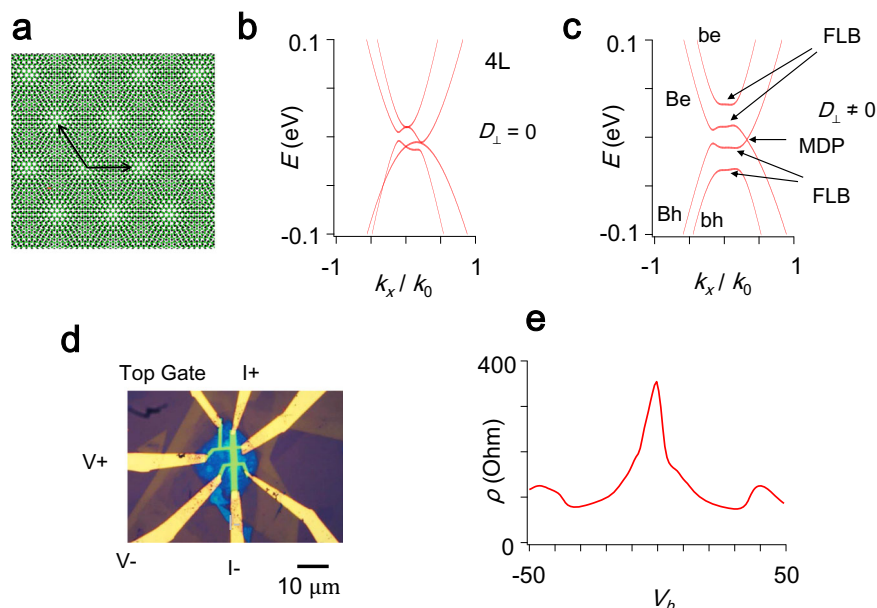 a
b
0.1
E (eV)
-0.1
4L
D⊥ = 0
-1
1
kx / k0
c
0.1
E (eV)
-0.1
be
Be
Bh
bh
FLB
D⊥ ≠ 0
MDP
FLB
-1
1
kx / k0
d
Top Gate
I+
V+
V-
I-
10 μm
e
400
ρ (Ohm)
0
-50
50
Vb